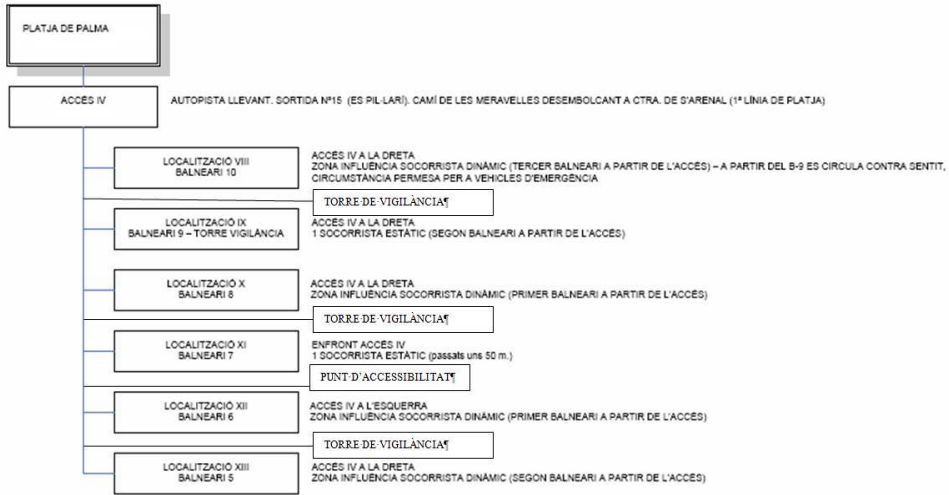 PLATJA DE PALMA
ACCÉS IV
AUTOPISTA LLEVANT. SORTIDA Nº15 (ES PIL·LARÍ). CAMÍ DE LES MERAVELLES DESEMBOLCANT A CTRA. DE S'ARENAL (1ª LÍNIA DE PLATJA)
LOCALITZACIÓ VIII
BALNEARI 10
ACCÉS IV A LA DRETA
ZONA INFLUÈNCIA SOCORRISTA DINÀMIC (TERCER BALNEARI A PARTIR DE L'ACCÉS) – A PARTIR DEL B-9 ES CIRCULA CONTRA SENTIT,
CIRCUMSTÀNCIA PERMESA PER A VEHICLES D'EMERGÈNCIA
TORRE·DE·VIGILÀNCIA¶
LOCALITZACIÓ IX
BALNEARI 9 – TORRE VIGILÀNCIA
ACCÉS IV A LA DRETA
1 SOCORRISTA ESTÀTIC (SEGON BALNEARI A PARTIR DE L'ACCÉS)
LOCALITZACIÓ X
BALNEARI 8
ACCÉS IV A LA DRETA
ZONA INFLUÈNCIA SOCORRISTA DINÀMIC (PRIMER BALNEARI A PARTIR DE L'ACCÉS)
TORRE·DE·VIGILÀNCIA¶
LOCALITZACIÓ XI
BALNEARI 7
ENFRONT ACCÉS IV
1 SOCORRISTA ESTÀTIC (passats uns 50 m.)
PUNT·D'ACCESSIBILITAT¶
LOCALITZACIÓ XII
BALNEARI 6
ACCÉS IV A L'ESQUERRA
ZONA INFLUÈNCIA SOCORRISTA DINÀMIC (PRIMER BALNEARI A PARTIR DE L'ACCÉS)
TORRE·DE·VIGILÀNCIA¶
LOCALITZACIÓ XIII
BALNEARI 5
ACCÉS IV A LA DRETA
ZONA INFLUÈNCIA SOCORRISTA DINÀMIC (SEGON BALNEARI A PARTIR DE L'ACCÉS)